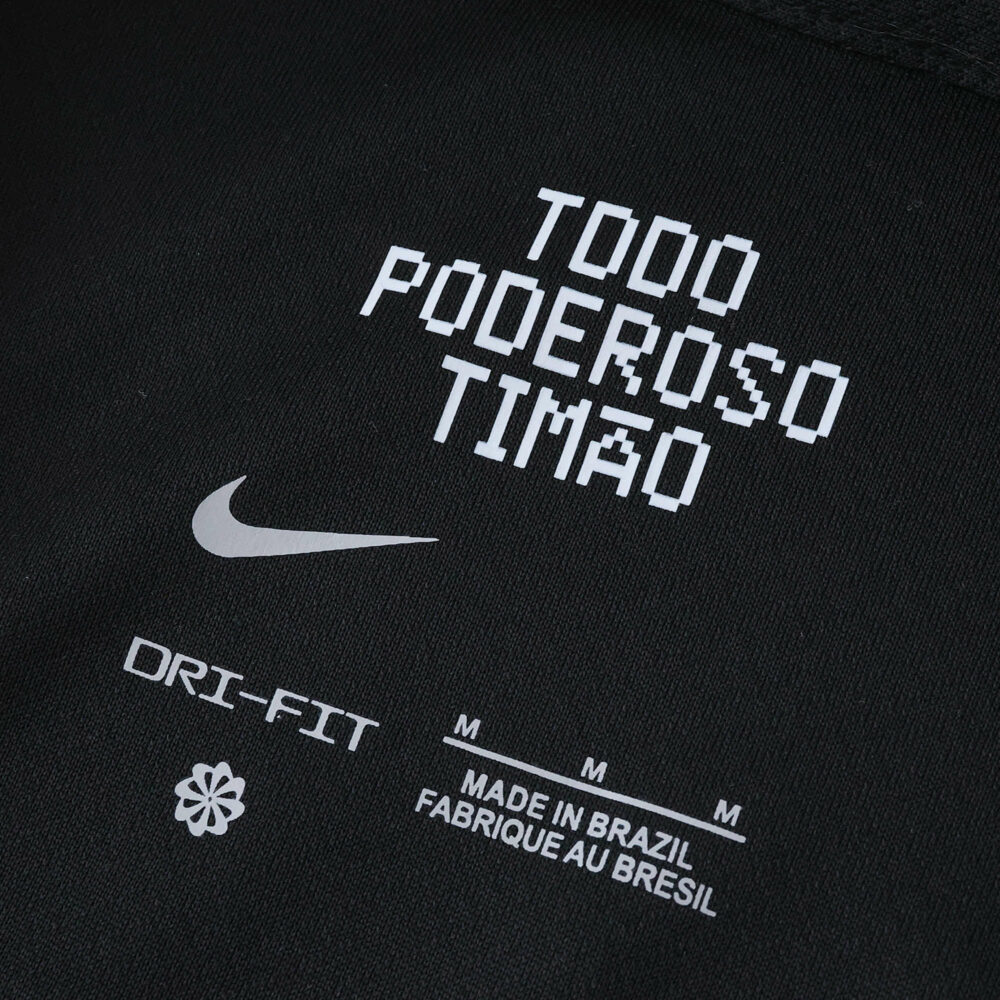 TODO
PODEROSO
TIMÃO
DRI-FIT
M M M
MADE IN BRAZIL
FABRIQUE AU BRESIL